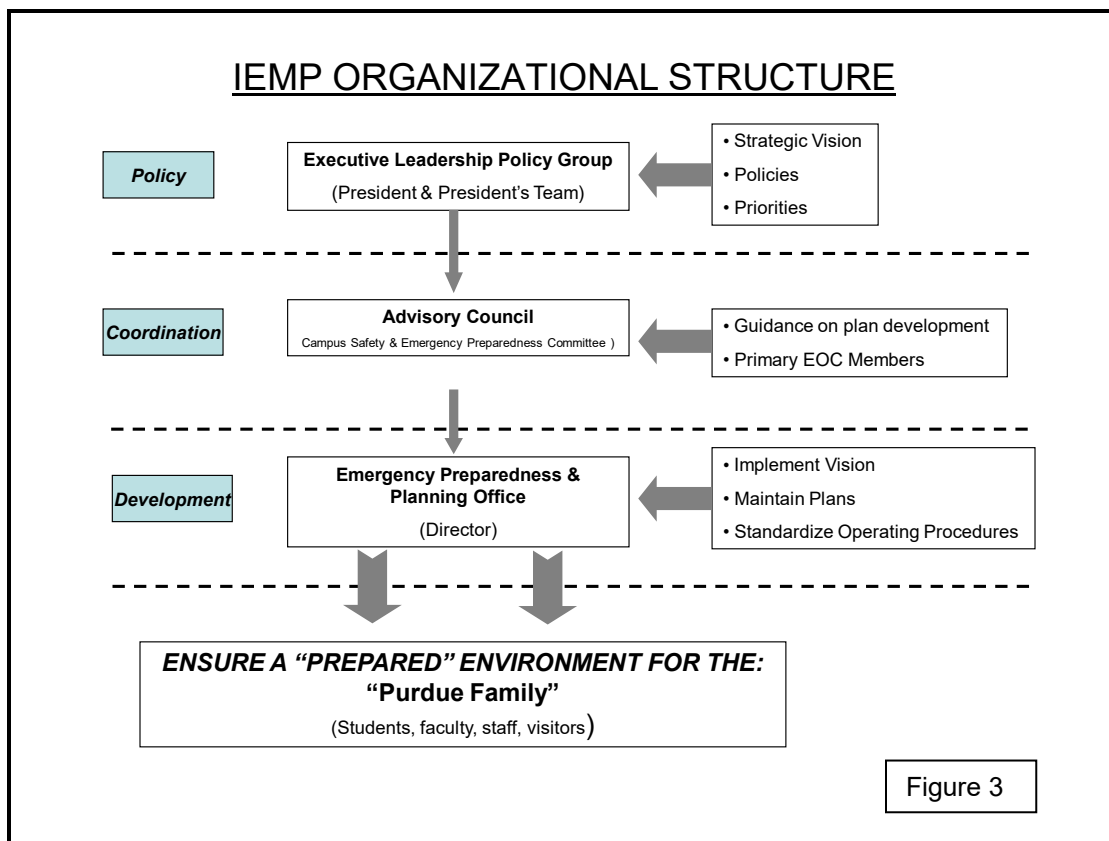 IEMP ORGANIZATIONAL STRUCTURE
Policy
Executive Leadership Policy Group
(President & President’s Team)
• Strategic Vision
• Policies
• Priorities
Coordination
Advisory Council
Campus Safety & Emergency Preparedness Committee )
• Guidance on plan development
• Primary EOC Members
Development
Emergency Preparedness &
Planning Office
(Director)
• Implement Vision
• Maintain Plans
• Standardize Operating Procedures
ENSURE A “PREPARED” ENVIRONMENT FOR THE:
“Purdue Family”
(Students, faculty, staff, visitors)
Figure 3